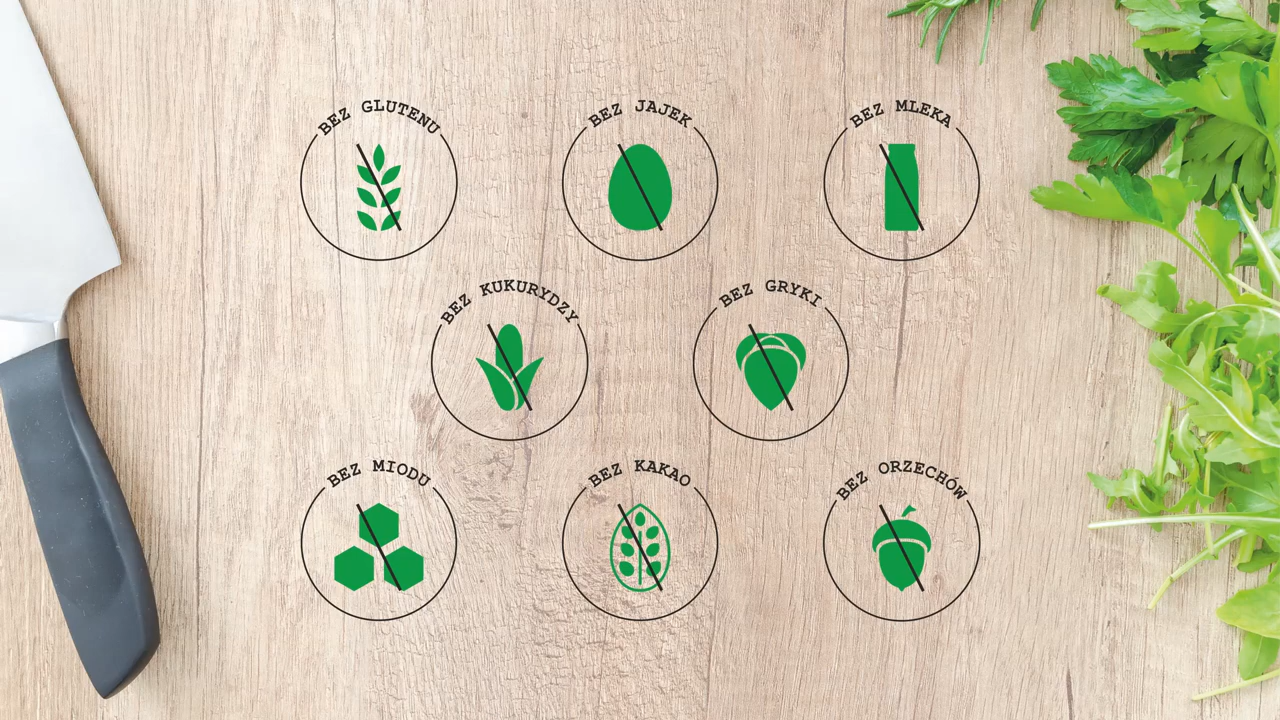 BEZ GLUTENU
BEZ JAJEK
BEZ MLEKA
BEZ KUKURYDZY
BEZ GRYKI
BEZ MIODU
BEZ KAKAO
BEZ ORZECHÓW